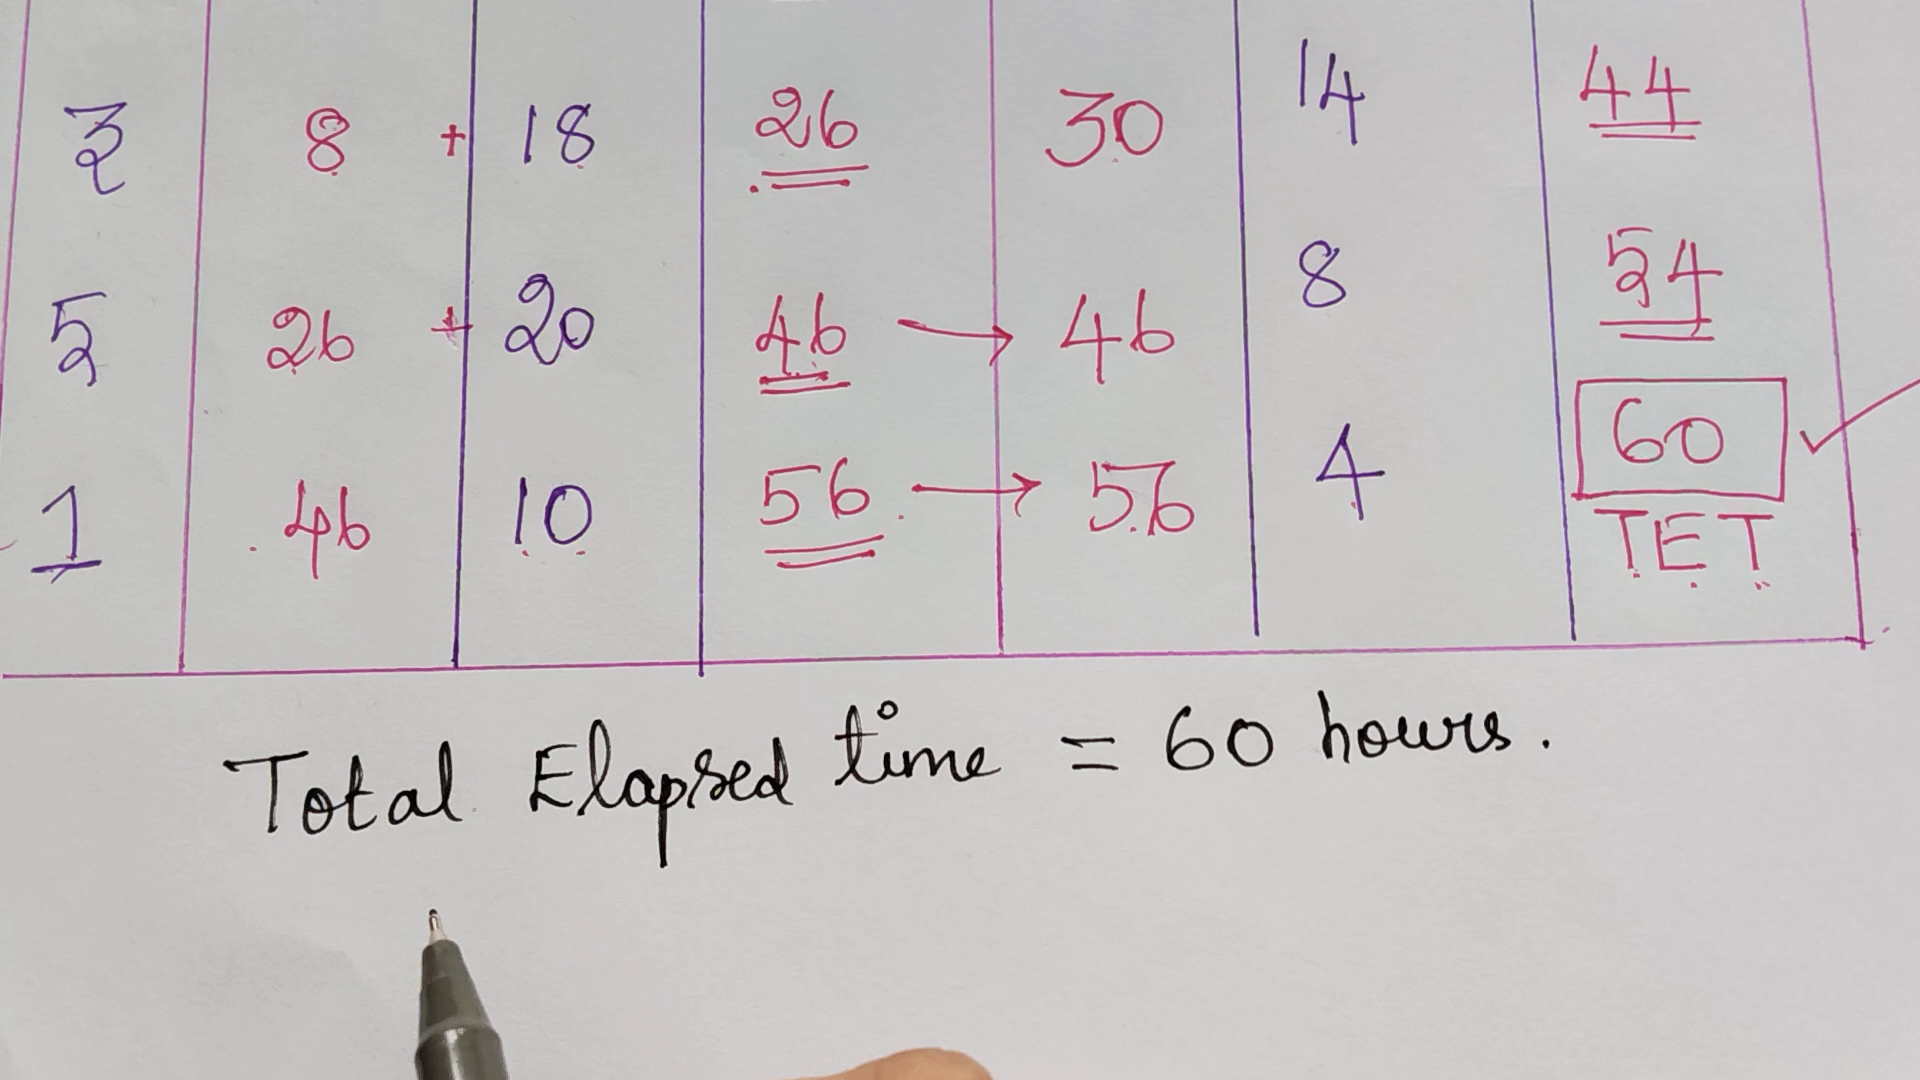 3 8 + 18 26 30 14 44
5 26 + 20 46 → 46 8 54
1 46 10 56 → 56 4 60 ✓
TET
Total Elapsed time = 60 hours.